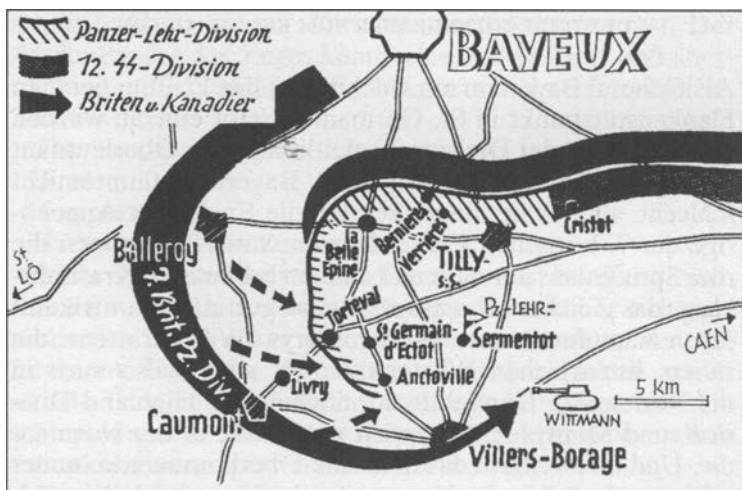 Panzer-Lehr-Division
12.-SS-Division
Briten u. Kanadier
BAYEUX
Cristot
Verrières
La
Belle
Epine
TILLY-
s.S.
Balleroy
St.
LÔ
7. Brit. Pz. Div.
Torteval
St. Germain-
d'Ectot
Pz-LEHR-
Sermentot
CAEN
Livry
Anctoville
5 km
WITTMANN
Caumont
Villers-Bocage